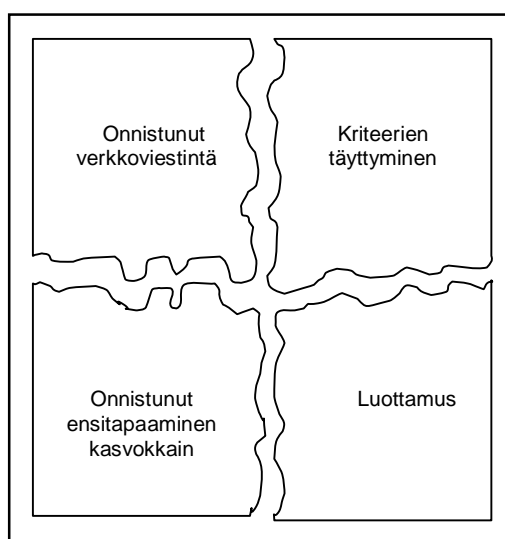 Onnistunut
verkkoviestintä
Kriteerien
täyttyminen
Onnistunut
ensitapaaminen
kasvokkain
Luottamus